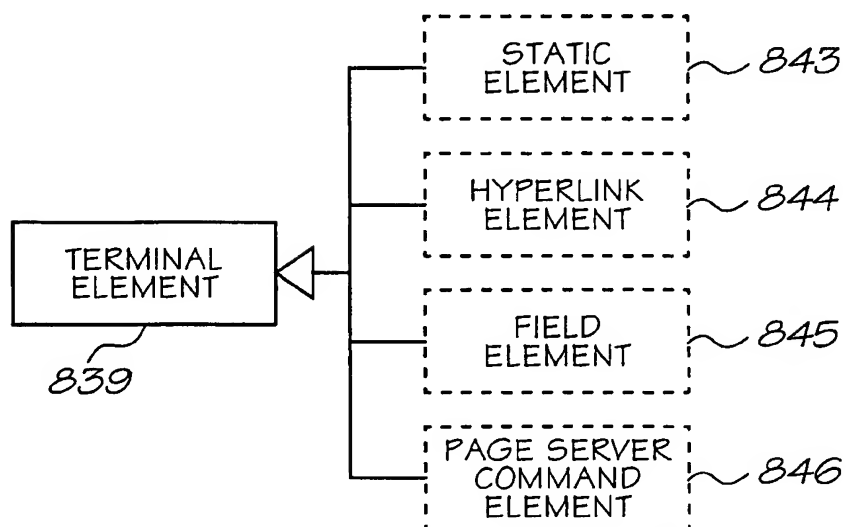 STATIC
ELEMENT
843
HYPERLINK
ELEMENT
844
TERMINAL
ELEMENT
839
FIELD
ELEMENT
845
PAGE SERVER
COMMAND
ELEMENT
846